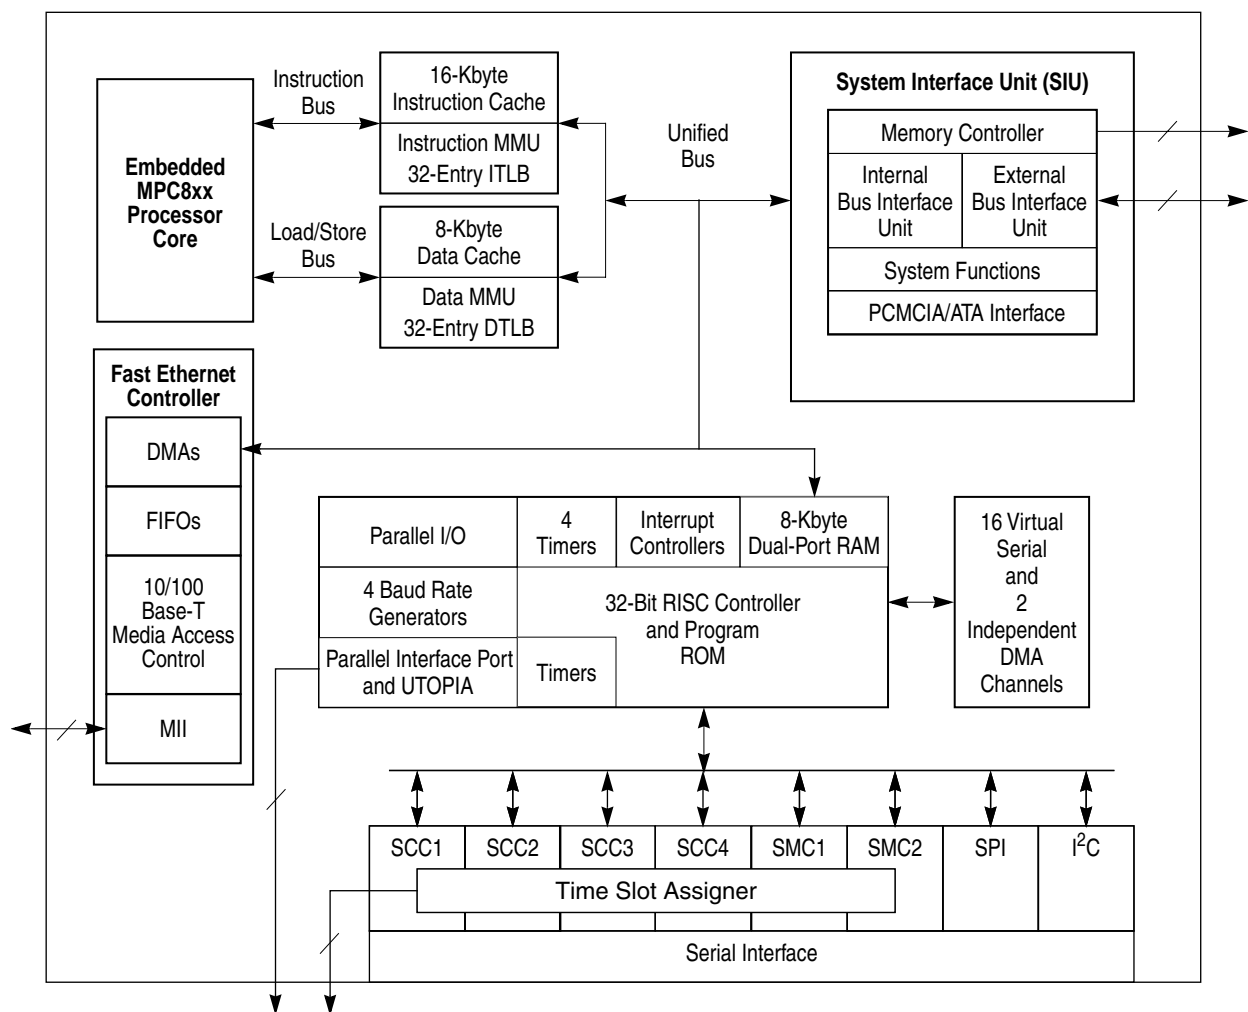 Embedded
MPC8xx
Processor
Core
Instruction
Bus
Load/Store
Bus
16-Kbyte
Instruction Cache
Instruction MMU
32-Entry ITLB
8-Kbyte
Data Cache
Data MMU
32-Entry DTLB
Unified
Bus
System Interface Unit (SIU)
Memory Controller
Internal
Bus Interface
Unit
External
Bus Interface
Unit
System Functions
PCMCIA/ATA Interface
Fast Ethernet
Controller
DMAs
FIFOs
10/100
Base-T
Media Access
Control
MII
Parallel I/O
4
Timers
Interrupt
Controllers
8-Kbyte
Dual-Port RAM
4 Baud Rate
Generators
32-Bit RISC Controller
and Program
ROM
Parallel Interface Port
and UTOPIA
Timers
16 Virtual
Serial
and
2
Independent
DMA
Channels
SCC1
SCC2
SCC3
SCC4
SMC1
SMC2
SPI
I²C
Time Slot Assigner
Serial Interface